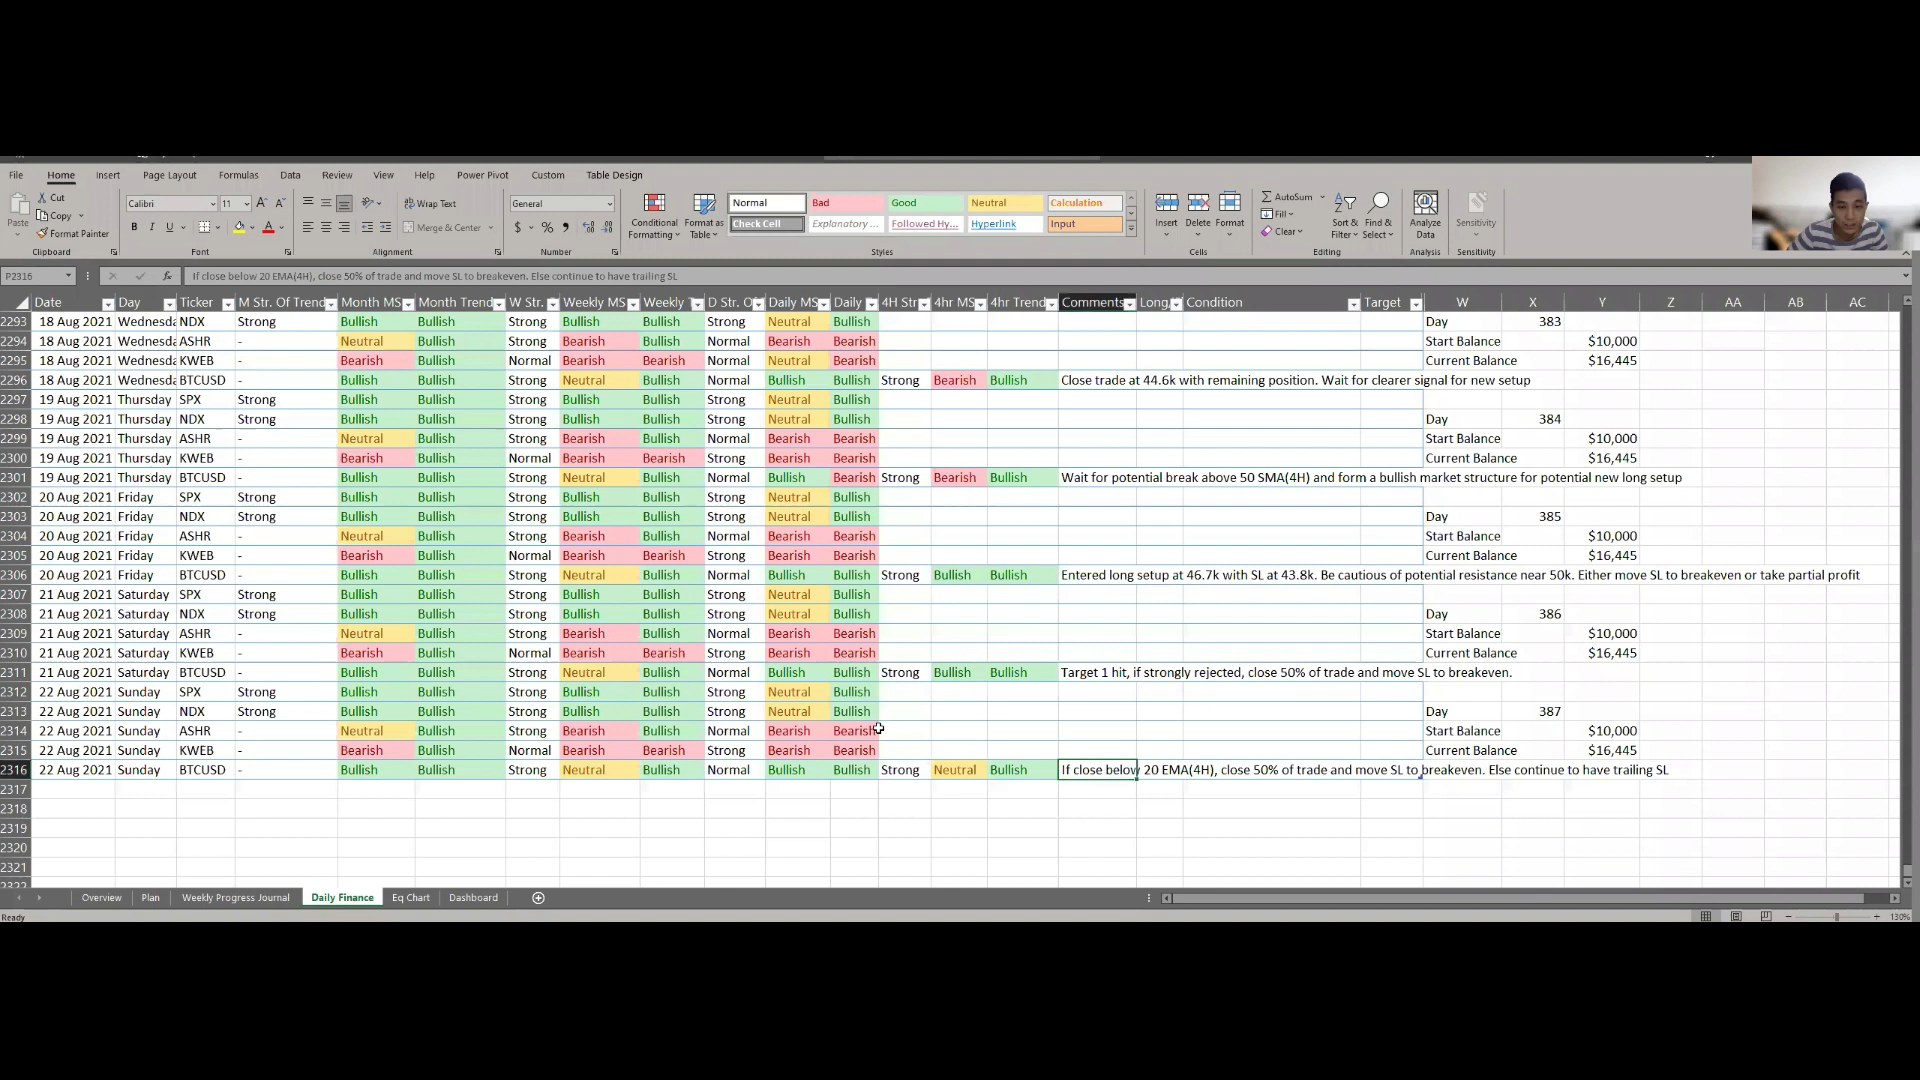 File Home Insert Page Layout Formulas Data Review View Help Power Pivot Custom Table Design
Paste Cut Copy Format Painter Clipboard
Calibri 11 A A B I U A Font
Wrap Text Merge & Center Alignment
General $ % Number
Conditional Formatting Format as Table
Normal Bad Good Neutral Calculation
Check Cell Explanatory ... Followed Hy... Hyperlink Input
Styles
Insert Delete Format Cells
AutoSum Fill Clear Sort & Filter Find & Select Editing
Analyze Data Analysis
Sensitivity Sensitivity
P2316 fx If close below 20 EMA(4H), close 50% of trade and move SL to breakeven. Else continue to have trailing SL
Date Day Ticker M Str. Of Trend Month MS Month Trend W Str. Weekly MS Weekly D Str. O Daily MS Daily 4H Str 4hr MS 4hr Trend Comments Long, Condition Target W X Y Z AA AB AC
2293 18 Aug 2021 Wednesda NDX Strong Bullish Bullish Strong Bullish Bullish Strong Neutral Bullish Day 383
2294 18 Aug 2021 Wednesda ASHR - Neutral Bullish Strong Bearish Bullish Normal Bearish Bearish Start Balance $10,000
2295 18 Aug 2021 Wednesda KWEB - Bearish Bullish Normal Bearish Bearish Strong Neutral Bearish Current Balance $16,445
2296 18 Aug 2021 Wednesda BTCUSD - Bullish Bullish Strong Neutral Bullish Normal Bullish Bullish Strong Bearish Bullish Close trade at 44.6k with remaining position. Wait for clearer signal for new setup
2297 19 Aug 2021 Thursday SPX Strong Bullish Bullish Strong Bullish Bullish Strong Neutral Bullish
2298 19 Aug 2021 Thursday NDX Strong Bullish Bullish Strong Bullish Bullish Strong Neutral Bullish Day 384
2299 19 Aug 2021 Thursday ASHR - Neutral Bullish Strong Bearish Bullish Normal Bearish Bearish Start Balance $10,000
2300 19 Aug 2021 Thursday KWEB - Bearish Bullish Normal Bearish Bearish Strong Bearish Bearish Current Balance $16,445
2301 19 Aug 2021 Thursday BTCUSD - Bullish Bullish Strong Neutral Bullish Normal Bullish Bearish Strong Bearish Bullish Wait for potential break above 50 SMA(4H) and form a bullish market structure for potential new long setup
2302 20 Aug 2021 Friday SPX Strong Bullish Bullish Strong Bullish Bullish Strong Neutral Bullish
2303 20 Aug 2021 Friday NDX Strong Bullish Bullish Strong Bullish Bullish Strong Neutral Bullish Day 385
2304 20 Aug 2021 Friday ASHR - Neutral Bullish Strong Bearish Bullish Normal Bearish Bearish Start Balance $10,000
2305 20 Aug 2021 Friday KWEB - Bearish Bullish Normal Bearish Bearish Strong Bearish Bearish Current Balance $16,445
2306 20 Aug 2021 Friday BTCUSD - Bullish Bullish Strong Neutral Bullish Normal Bullish Bullish Strong Bullish Bullish Entered long setup at 46.7k with SL at 43.8k. Be cautious of potential resistance near 50k. Either move SL to breakeven or take partial profit
2307 21 Aug 2021 Saturday SPX Strong Bullish Bullish Strong Bullish Bullish Strong Neutral Bullish
2308 21 Aug 2021 Saturday NDX Strong Bullish Bullish Strong Bullish Bullish Strong Neutral Bullish Day 386
2309 21 Aug 2021 Saturday ASHR - Neutral Bullish Strong Bearish Bullish Normal Bearish Bearish Start Balance $10,000
2310 21 Aug 2021 Saturday KWEB - Bearish Bullish Normal Bearish Bearish Strong Bearish Bearish Current Balance $16,445
2311 21 Aug 2021 Saturday BTCUSD - Bullish Bullish Strong Neutral Bullish Normal Bullish Bullish Strong Bullish Bullish Target 1 hit, if strongly rejected, close 50% of trade and move SL to breakeven.
2312 22 Aug 2021 Sunday SPX Strong Bullish Bullish Strong Bullish Bullish Strong Neutral Bullish
2313 22 Aug 2021 Sunday NDX Strong Bullish Bullish Strong Bullish Bullish Strong Neutral Bullish Day 387
2314 22 Aug 2021 Sunday ASHR - Neutral Bullish Strong Bearish Bullish Normal Bearish Bearish Start Balance $10,000
2315 22 Aug 2021 Sunday KWEB - Bearish Bullish Normal Bearish Bearish Strong Bearish Bearish Current Balance $16,445
2316 22 Aug 2021 Sunday BTCUSD - Bullish Bullish Strong Neutral Bullish Normal Bullish Bullish Strong Neutral Bullish If close below 20 EMA(4H), close 50% of trade and move SL to breakeven. Else continue to have trailing SL
2317
2318
2319
2320
2321
2322
Overview Plan Weekly Progress Journal Daily Finance Eq Chart Dashboard
Ready 130%